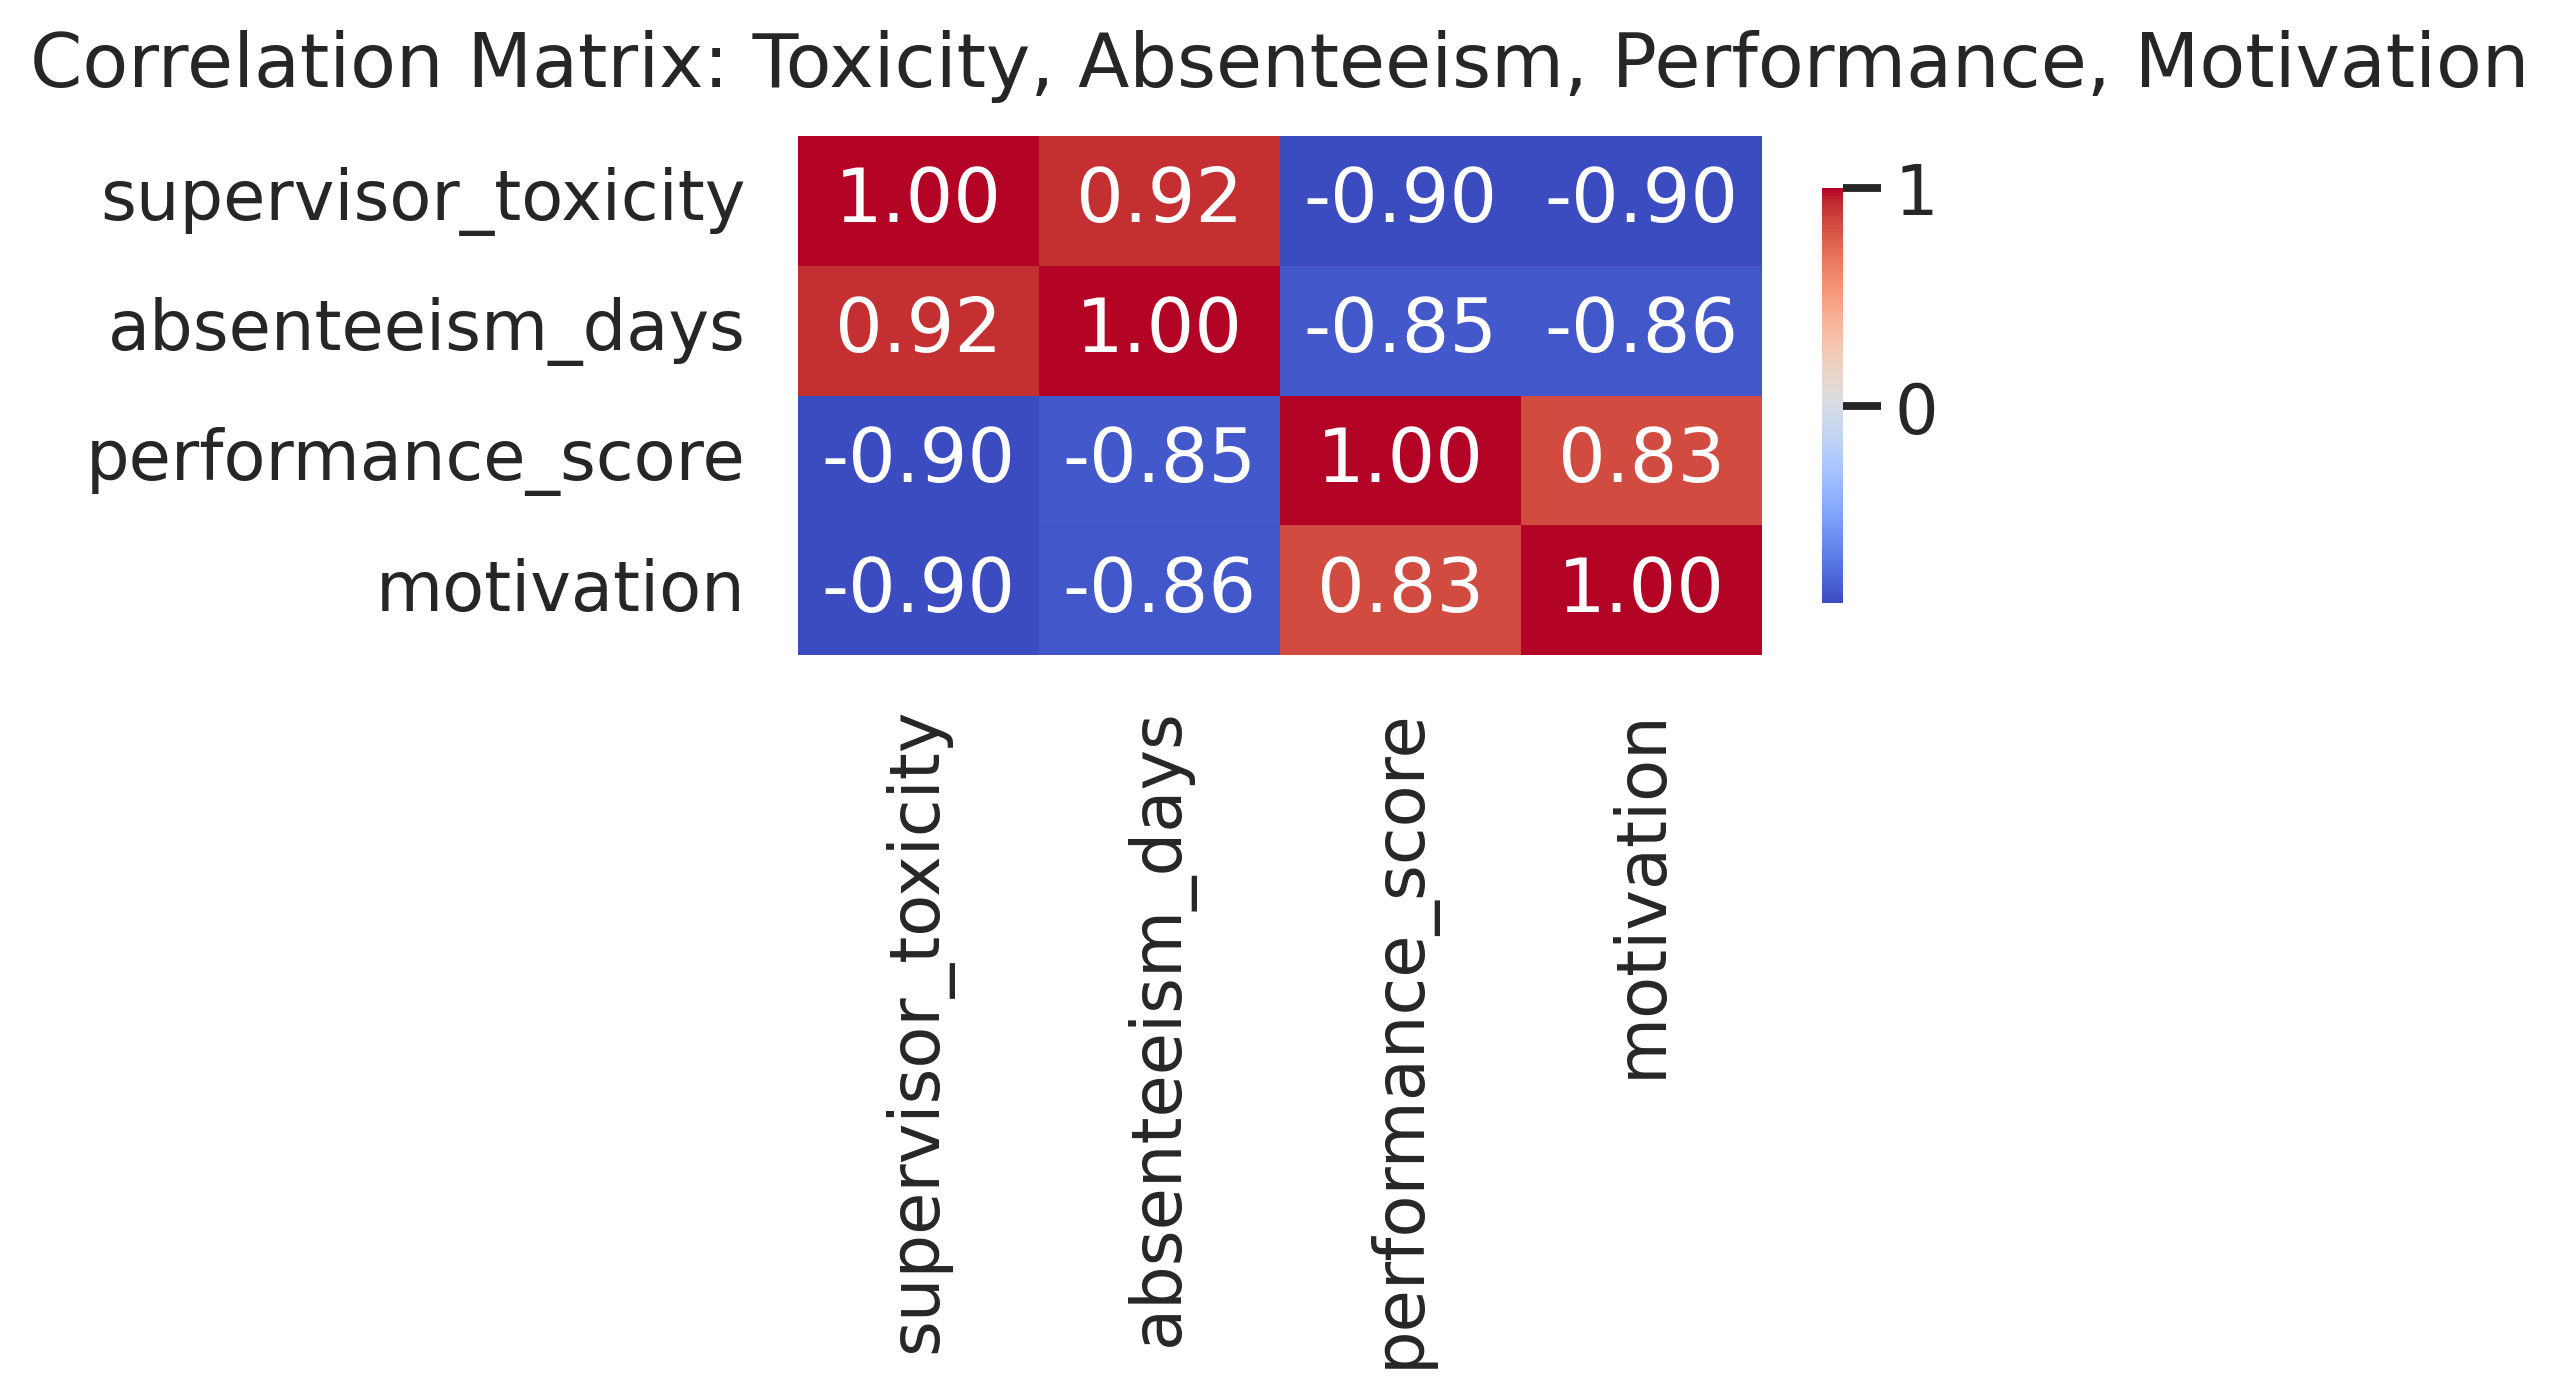 Correlation Matrix: Toxicity, Absenteeism, Performance, Motivation
supervisor_toxicity 1.00 0.92 -0.90 -0.90
absenteeism_days 0.92 1.00 -0.85 -0.86
performance_score -0.90 -0.85 1.00 0.83
motivation -0.90 -0.86 0.83 1.00
1
0
supervisor_toxicity
absenteeism_days
performance_score
motivation